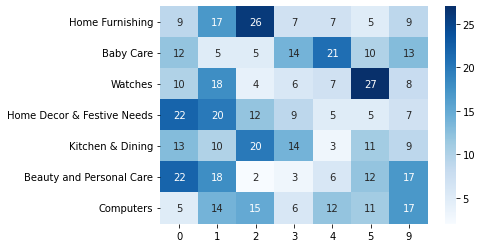 Home Furnishing 9 17 26 7 7 5 9
Baby Care 12 5 5 14 21 10 13
Watches 10 18 4 6 7 27 8
Home Decor & Festive Needs 22 20 12 9 5 5 7
Kitchen & Dining 13 10 20 14 3 11 9
Beauty and Personal Care 22 18 2 3 6 12 17
Computers 5 14 15 6 12 11 17
0 1 2 3 4 5 9
25
20
15
10
5